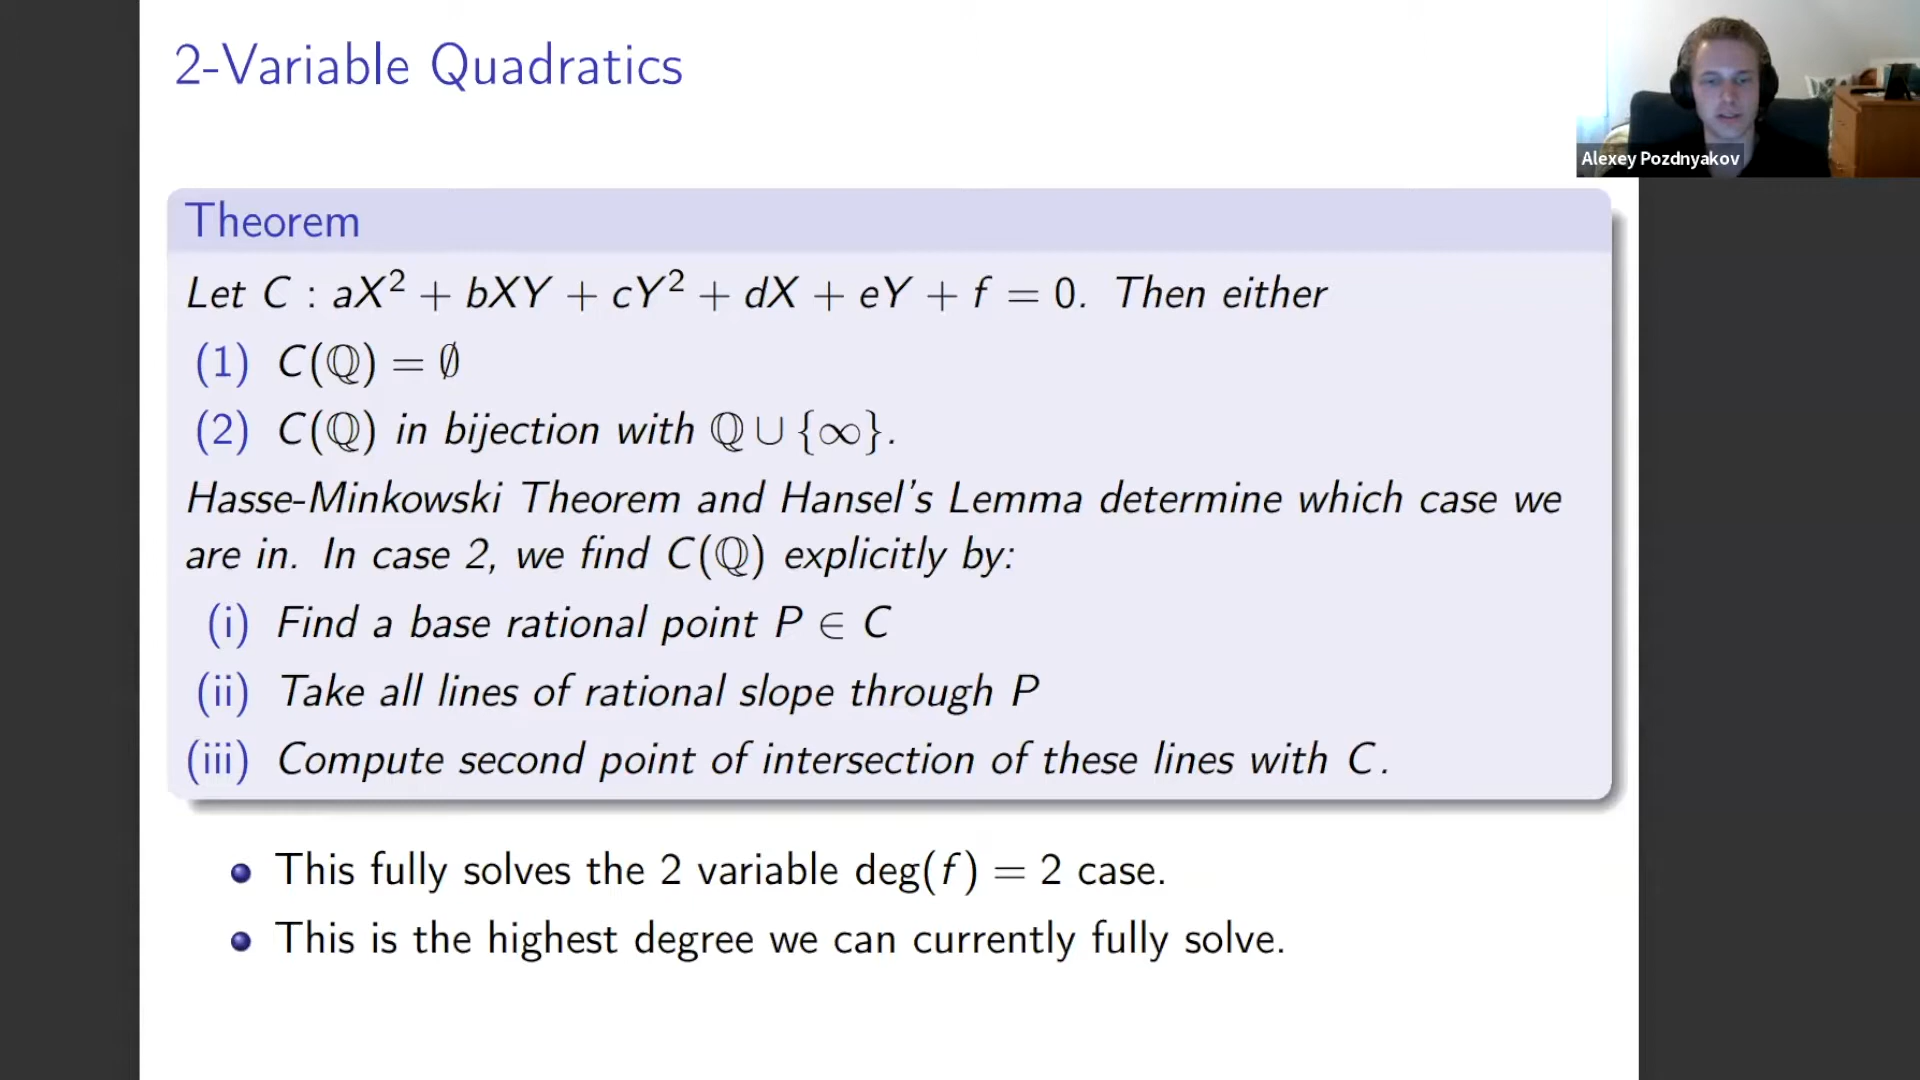 2-Variable Quadratics
Alexey Pozdnyakov
Theorem
Let C : aX² + bXY + cY² + dX + eY + f = 0. Then either
(1) C(ℚ) = ∅
(2) C(ℚ) in bijection with ℚ ∪ {∞}.
Hasse-Minkowski Theorem and Hansel's Lemma determine which case we
are in. In case 2, we find C(ℚ) explicitly by:
(i) Find a base rational point P ∈ C
(ii) Take all lines of rational slope through P
(iii) Compute second point of intersection of these lines with C.
• This fully solves the 2 variable deg(f) = 2 case.
• This is the highest degree we can currently fully solve.